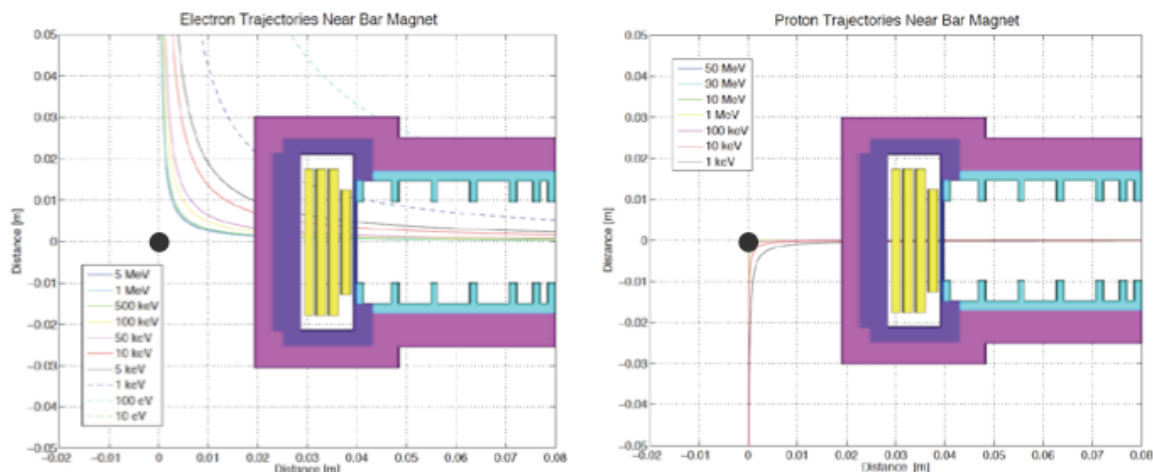 Electron Trajectories Near Bar Magnet
0.05
0.04
0.03
0.02
0.01
0
−0.01
−0.02
−0.03
−0.04
−0.05
Distance [m]
5 MeV
1 MeV
500 keV
100 keV
50 keV
10 keV
5 keV
1 keV
100 eV
10 eV
−0.02
−0.01
0
0.01
0.02
0.03
0.04
0.05
0.06
0.07
0.08
Distance [m]
Proton Trajectories Near Bar Magnet
0.05
0.04
0.03
0.02
0.01
0
−0.01
−0.02
−0.03
−0.04
−0.05
Distance [m]
50 MeV
30 MeV
10 MeV
1 MeV
100 keV
10 keV
1 keV
−0.02
−0.01
0
0.01
0.02
0.03
0.04
0.05
0.06
0.07
0.08
Distance [m]